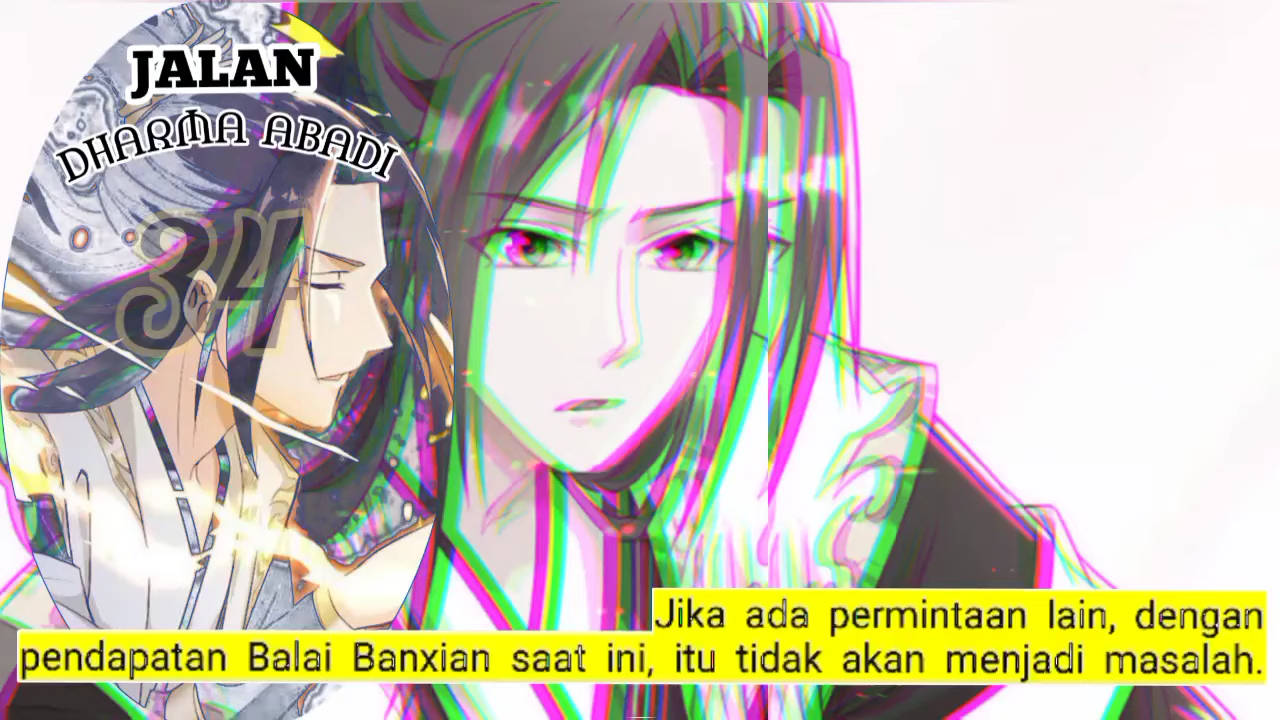 JALAN
DHARMA ABADI
34
Jika ada permintaan lain, dengan
pendapatan Balai Banxian saat ini, itu tidak akan menjadi masalah.